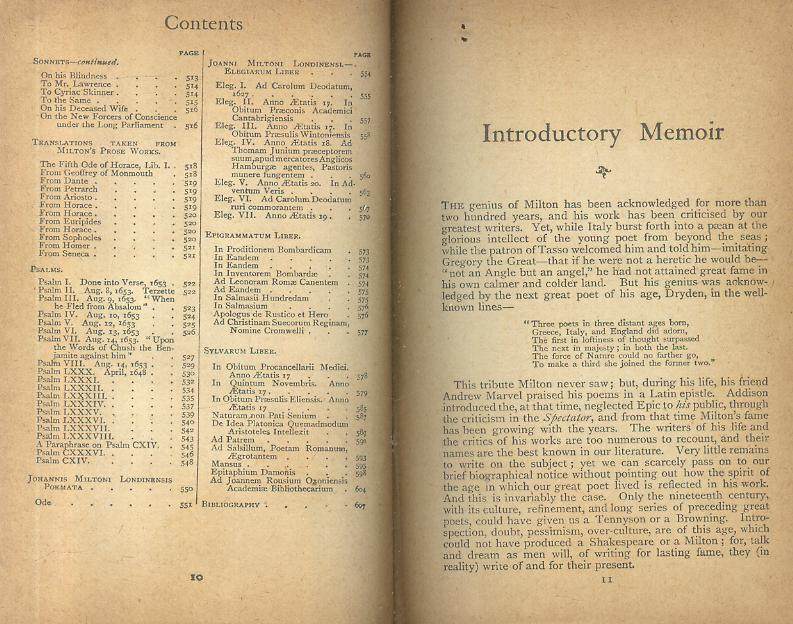 Contents
PAGE
SONNETS—continued.
On his Blindness . . . . 513
To Mr. Lawrence . . . . 514
To Cyriac Skinner . . . . 514
To the Same . . . . 515
On his Deceased Wife . . . . 516
On the New Forcers of Conscience
under the Long Parliament . 516
TRANSLATIONS TAKEN FROM
MILTON'S PROSE WORKS.
The Fifth Ode of Horace, Lib. I. . 518
From Geoffrey of Monmouth . 518
From Dante . . . . 519
From Petrarch . . . . 519
From Ariosto . . . . 519
From Horace . . . . 519
From Horace . . . . 520
From Euripides . . . . 520
From Horace . . . . 520
From Sophocles . . . . 520
From Homer . . . . 521
From Seneca . . . . 521
PSALMS.
Psalm I. Done into Verse, 1653 . 522
Psalm II. Aug. 8, 1653. Terzette 522
Psalm III. Aug. 9, 1653. "When
he Fled from Absalom" . . 523
Psalm IV. Aug. 10, 1653 . . 524
Psalm V. Aug. 12, 1653 . . 525
Psalm VI. Aug. 13, 1653 . . 526
Psalm VII. Aug. 14, 1653. "Upon
the Words of Chush the Ben-
jamite against him" . . 527
Psalm VIII. Aug. 14, 1653 . . 529
Psalm LXXX. April, 1648 . . 530
Psalm LXXXI. . . . 532
Psalm LXXXII. . . . 534
Psalm LXXXIII. . . . 535
Psalm LXXXIV. . . . 537
Psalm LXXXV. . . . 539
Psalm LXXXVI. . . . 540
Psalm LXXXVII. . . . 542
Psalm LXXXVIII. . . . 543
A Paraphrase on Psalm CXIV. . 545
Psalm CXXXVI. . . . 546
Psalm CXIV. . . . 548
JOHANNIS MILTONI LONDINENSIS
POEMATA . . . . 550
Ode . . . . 551
PAGE
JOANNI MILTONI LONDINENSI—
ELEGIARUM LIBER . . . 554
Eleg. I. Ad Carolum Deodatum,
1627 . . . . 555
Eleg. II. Anno Ætatis 17. In
Obitum Præconis Academici
Cantabrigiensis . . . 557
Eleg. III. Anno Ætatis 17. In
Obitum Præsulis Wintoniensis 558
Eleg. IV. Anno Ætatis 18. Ad
Thomam Junium præceptorem
suum, apud mercatores Anglicos
Hamburgæ agentes, Pastoris
munere fungentem . . 560
Eleg. V. Anno Ætatis 20. In Ad-
ventum Veris . . .
Eleg. VI. Ad Carolum Deodatum
ruri commorantem . . 567
Eleg. VII. Anno Ætatis 19 . . 570
EPIGRAMMATUM LIBER.
In Proditionem Bombardicam . 573
In Eandem . . . . 573
In Eandem . . . . 574
In Inventorem Bombardæ . . 574
Ad Leonoram Romæ Canentem . 574
Ad Eandem . . . . 575
In Salmasii Hundredam . . 575
In Salmasium . . . . 576
Apologus de Rustico et Hero . 576
Ad Christinam Suecorum Reginam,
Nomine Cromwelli . . 577
SYLVARUM LIBER.
In Obitum Procancellarii Medici.
Anno Ætatis 17 . . . 578
In Quintum Novembris. Anno
Ætatis 17 . . . . 579
In Obitum Præsulis Eliensis. Anno
Ætatis 17 . . . . 585
Naturam non Pati Senium . . 587
De Idea Platonica Quemadmodum
Aristoteles Intellexit . . 589
Ad Patrem . . . .
Ad Salsillum, Poetam Romanum,
Ægrotantem . . . 593
Mansus . . . . 595
Epitaphium Damonis . . . 598
Ad Joannem Rousium Oxoniensis
Academiæ Bibliothecarium . 604
BIBLIOGRAPHY . . . . 607
10
Introductory Memoir
THE genius of Milton has been acknowledged for more than
two hundred years, and his work has been criticised by our
greatest writers. Yet, while Italy burst forth into a pæan at the
glorious intellect of the young poet from beyond the seas;
while the patron of Tasso welcomed him and told him—imitating
Gregory the Great—that if he were not a heretic he would be—
"not an Angle but an angel," he had not attained great fame in
his own calmer and colder land. But his genius was acknow-
ledged by the next great poet of his age, Dryden, in the well-
known lines—
"Three poets in three distant ages born,
Greece, Italy, and England did adorn,
The first in loftiness of thought surpassed
The next in majesty; in both the last.
The force of Nature could no farther go,
To make a third she joined the former two."
This tribute Milton never saw; but, during his life, his friend
Andrew Marvel praised his poems in a Latin epistle. Addison
introduced the, at that time, neglected Epic to his public, through
the criticism in the Spectator, and from that time Milton's fame
has been growing with the years. The writers of his life and
the critics of his works are too numerous to recount, and their
names are the best known in our literature. Very little remains
to write on the subject; yet we can scarcely pass on to our
brief biographical notice without pointing out how the spirit of
the age in which our great poet lived is reflected in his work.
And this is invariably the case. Only the nineteenth century,
with its culture, refinement, and long series of preceding great
poets, could have given us a Tennyson or a Browning. Intro-
spection, doubt, pessimism, over-culture, are of this age, which
could not have produced a Shakespeare or a Milton; for, talk
and dream as men will, of writing for lasting fame, they (in
reality) write of and for their present.
11